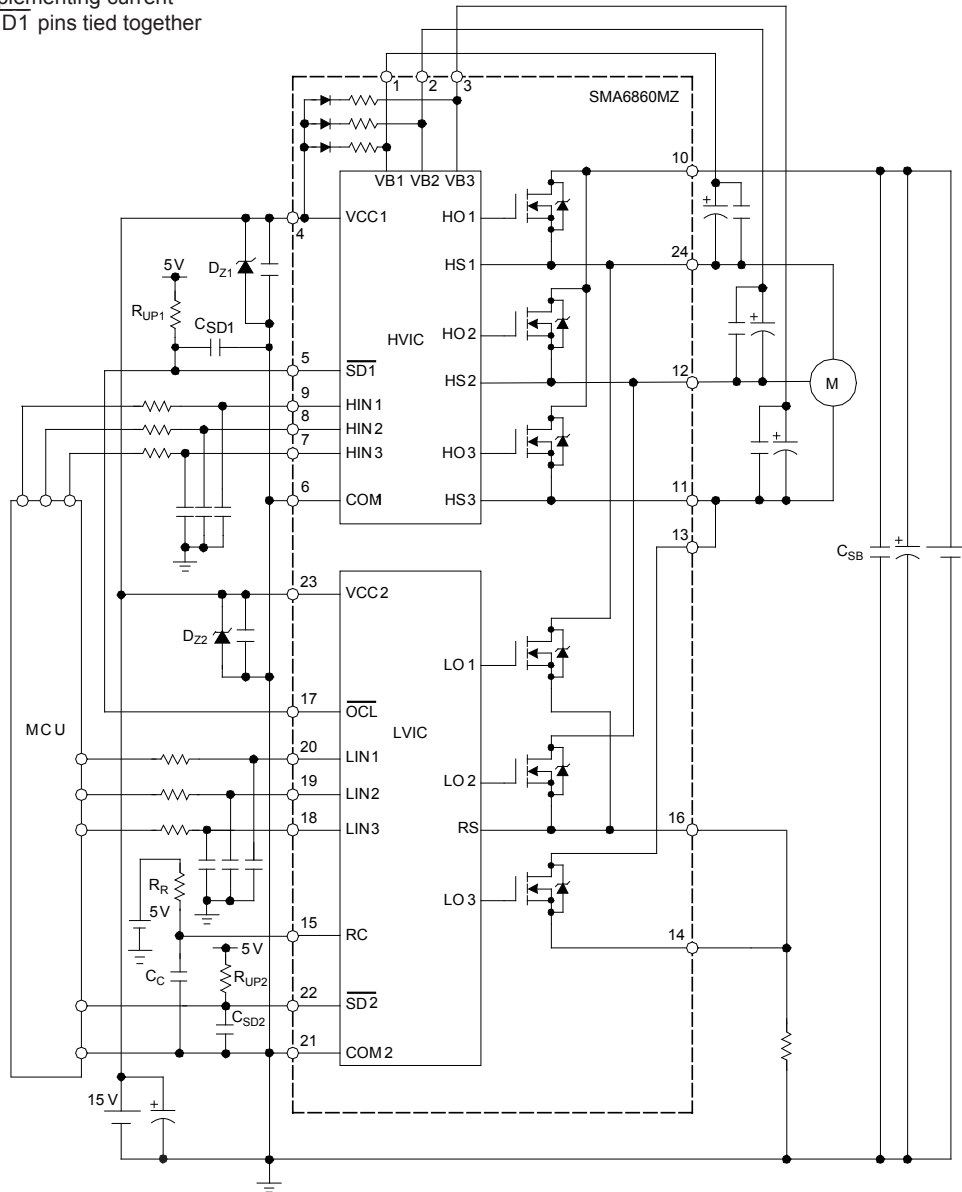 plementing current
D1 pins tied together
1
2
3
SMA6860MZ
10
VB1
VB2
VB3
4
VCC1
HO1
24
HS1
5V
DZ1
RUP1
CSD1
HVIC
HO2
5
SD1
HS2
12
M
9
HIN1
8
HIN2
7
HIN3
HO3
6
COM1
HS3
11
13
CSB
23
VCC2
DZ2
LO1
17
OCL
LVIC
MCU
20
LIN1
19
LIN2
LO2
18
LIN3
RS
16
RR
5V
LO3
15
RC
14
5V
CC
RUP2
22
SD2
CSD2
21
COM2
15V